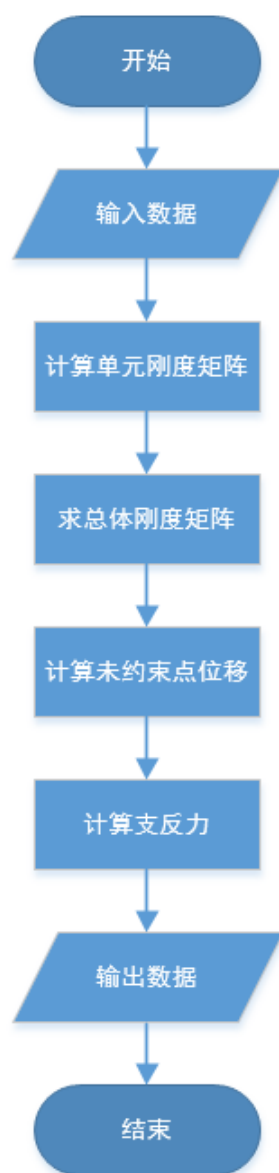 开始
输入数据
计算单元刚度矩阵
求总体刚度矩阵
计算未约束点位移
计算支反力
输出数据
结束